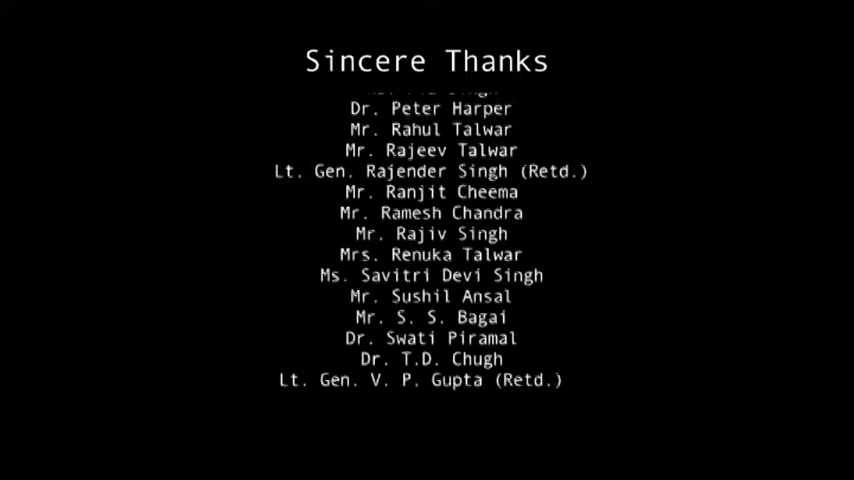 Sincere Thanks
Singh
Dr. Peter Harper
Mr. Rahul Talwar
Mr. Rajeev Talwar
Lt. Gen. Rajender Singh (Retd.)
Mr. Ranjit Cheema
Mr. Ramesh Chandra
Mr. Rajiv Singh
Mrs. Renuka Talwar
Ms. Savitri Devi Singh
Mr. Sushil Ansal
Mr. S. S. Bagai
Dr. Swati Piramal
Dr. T.D. Chugh
Lt. Gen. V. P. Gupta (Retd.)